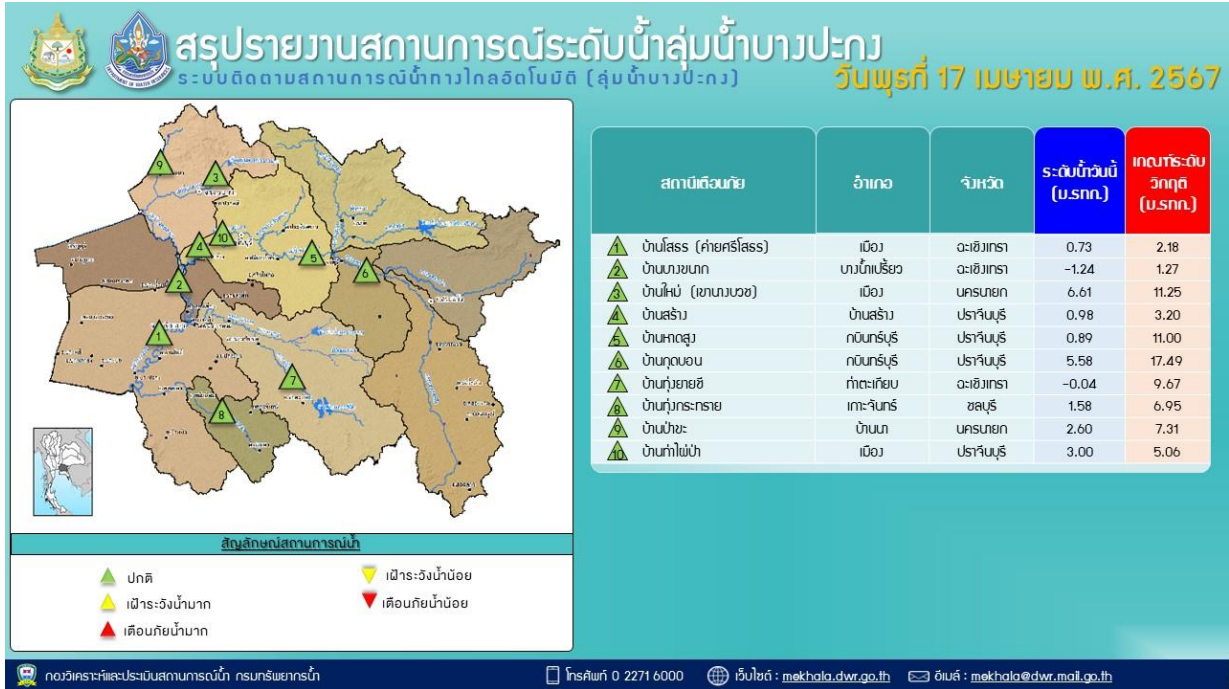 สรุปรายงานสถานการณ์ระดับน้ำลุ่มน้ำบางปะกง
ระบบติดตามสถานการณ์น้ำทางไกลอัตโนมัติ (ลุ่มน้ำบางปะกง)
วันพุธที่ 17 เมษายน พ.ศ. 2567
สถานีเตือนภัย อำเภอ จังหวัด ระดับน้ำวันนี้ (ม.รทก.) เกณฑ์ระดับวิกฤติ (ม.รทก.)
1 บ้านโสธร (ค่ายศรีโสธร) เมือง ฉะเชิงเทรา 0.73 2.18
2 บ้านบางขนาก บางน้ำเปรี้ยว ฉะเชิงเทรา -1.24 1.27
3 บ้านใหม่ (เขานางบวช) เมือง นครนายก 6.61 11.25
4 บ้านสร้าง บ้านสร้าง ปราจีนบุรี 0.98 3.20
5 บ้านหาดสูง กบินทร์บุรี ปราจีนบุรี 0.89 11.00
6 บ้านกุดบอน กบินทร์บุรี ปราจีนบุรี 5.58 17.49
7 บ้านทุ่งยายชี ท่าตะเกียบ ฉะเชิงเทรา -0.04 9.67
8 บ้านทุ่งกระทราย เกาะจันทร์ ชลบุรี 1.58 6.95
9 บ้านป่าขะ บ้านนา นครนายก 2.60 7.31
10 บ้านท่าไผ่ป่า เมือง ปราจีนบุรี 3.00 5.06
9
3
10
4
5
6
2
1
7
8
สัญลักษณ์สถานการณ์น้ำ
ปกติ
เฝ้าระวังน้ำน้อย
เฝ้าระวังน้ำมาก
เตือนภัยน้ำน้อย
เตือนภัยน้ำมาก
กองวิเคราะห์และประเมินสถานการณ์น้ำ กรมทรัพยากรน้ำ
โทรศัพท์ 0 2271 6000
เว็บไซต์ : mekhala.dwr.go.th
อีเมล์ : mekhala@dwr.mail.go.th